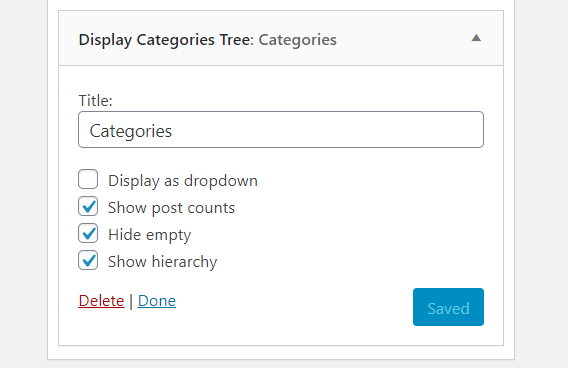 Display Categories Tree: Categories
Title:
Categories
Display as dropdown
Show post counts
Hide empty
Show hierarchy
Delete | Done
Saved